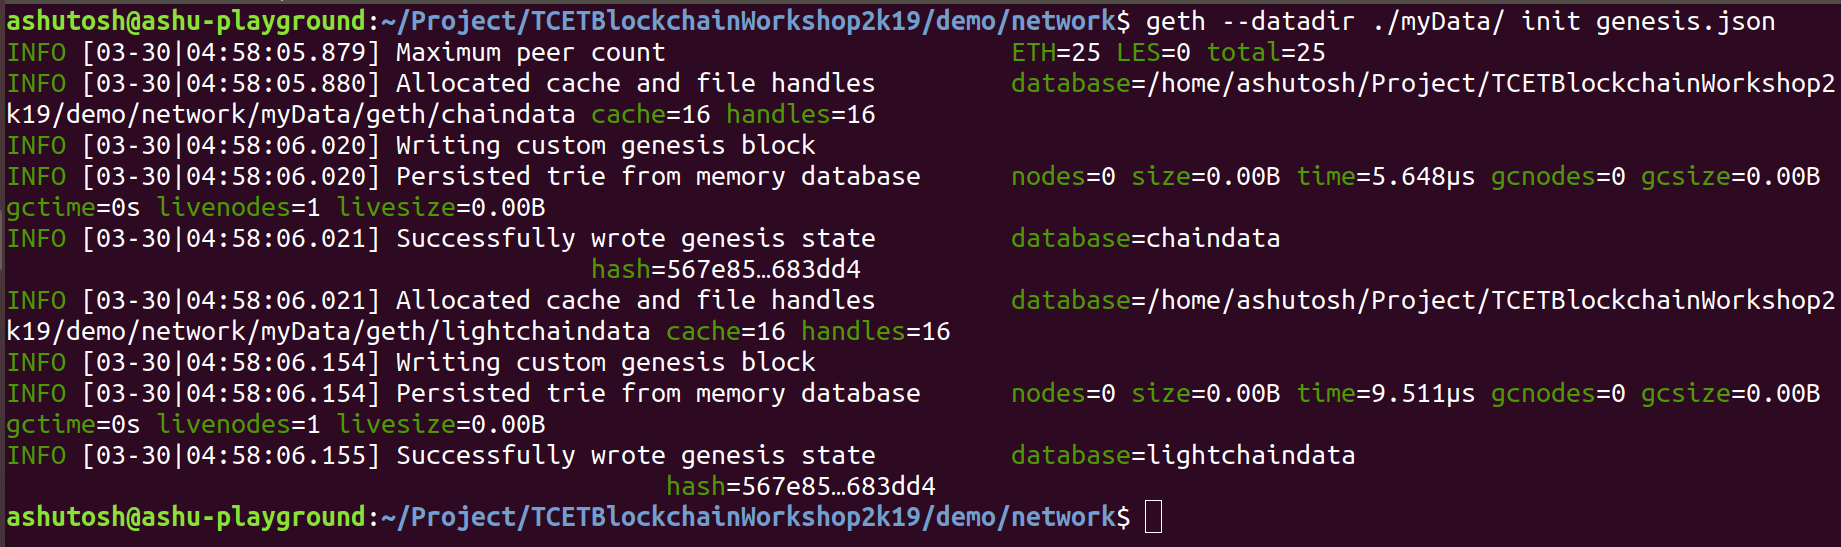 ashutosh@ashu-playground:~/Project/TCETBlockchainWorkshop2k19/demo/network$ geth --datadir ./myData/ init genesis.json
INFO [03-30|04:58:05.879] Maximum peer count                       ETH=25 LES=0 total=25
INFO [03-30|04:58:05.880] Allocated cache and file handles         database=/home/ashutosh/Project/TCETBlockchainWorkshop2
k19/demo/network/myData/geth/chaindata cache=16 handles=16
INFO [03-30|04:58:06.020] Writing custom genesis block
INFO [03-30|04:58:06.020] Persisted trie from memory database      nodes=0 size=0.00B time=5.648µs gcnodes=0 gcsize=0.00B
gctime=0s livenodes=1 livesize=0.00B
INFO [03-30|04:58:06.021] Successfully wrote genesis state         database=chaindata
                                       hash=567e85…683dd4
INFO [03-30|04:58:06.021] Allocated cache and file handles         database=/home/ashutosh/Project/TCETBlockchainWorkshop2
k19/demo/network/myData/geth/lightchaindata cache=16 handles=16
INFO [03-30|04:58:06.154] Writing custom genesis block
INFO [03-30|04:58:06.154] Persisted trie from memory database      nodes=0 size=0.00B time=9.511µs gcnodes=0 gcsize=0.00B
gctime=0s livenodes=1 livesize=0.00B
INFO [03-30|04:58:06.155] Successfully wrote genesis state         database=lightchaindata
                                            hash=567e85…683dd4
ashutosh@ashu-playground:~/Project/TCETBlockchainWorkshop2k19/demo/network$